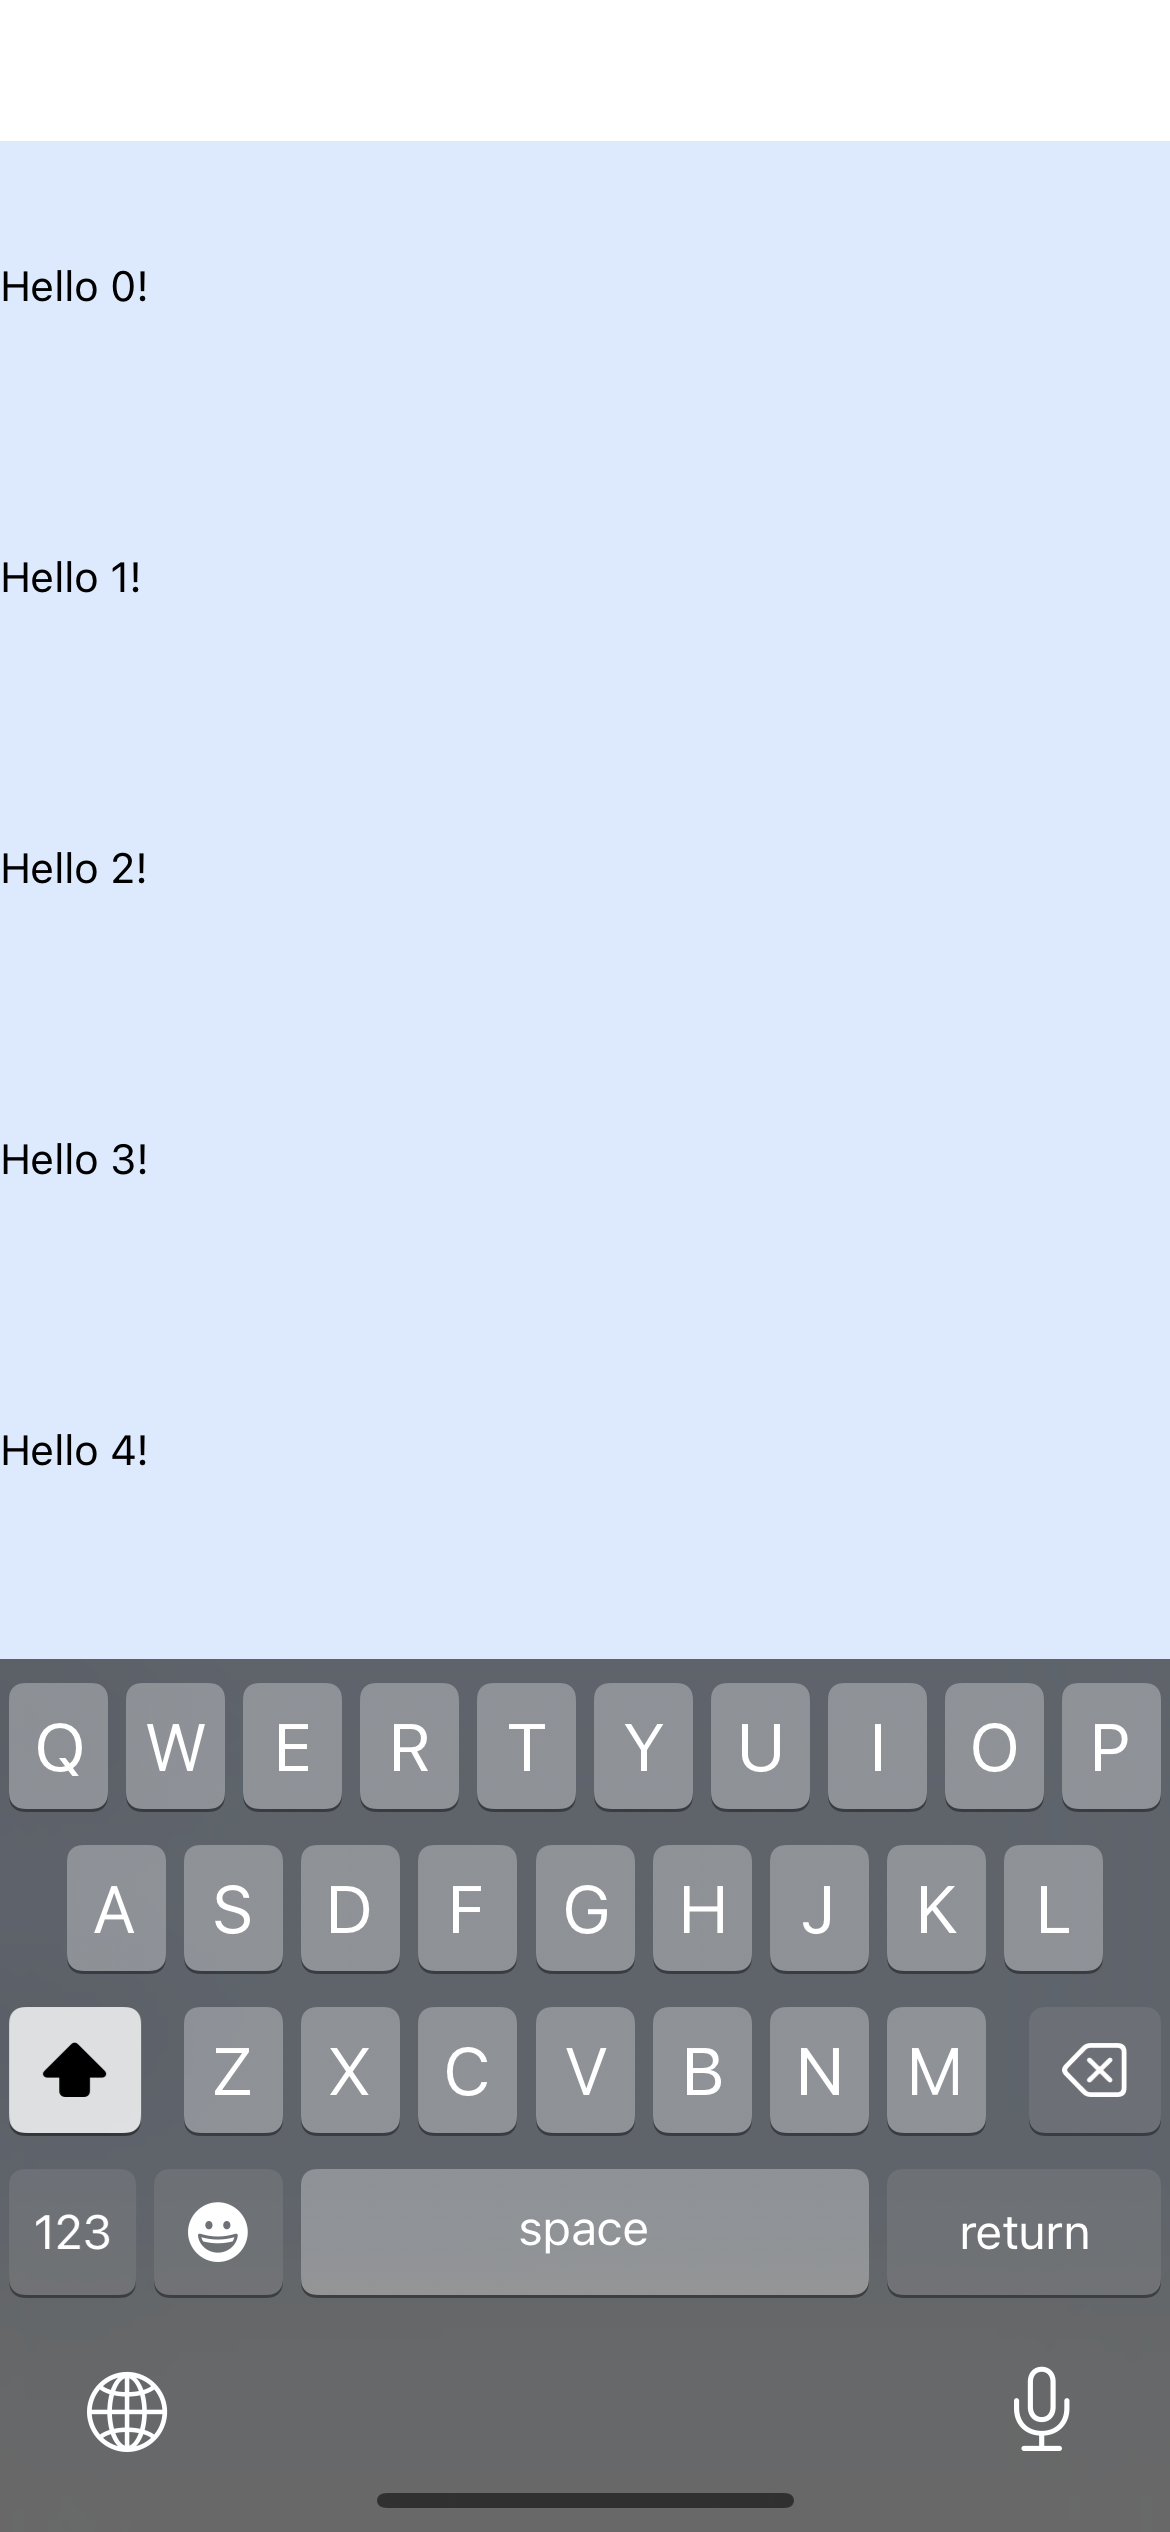 Hello 0!
Hello 1!
Hello 2!
Hello 3!
Hello 4!
Q W E R T Y U I O P
A S D F G H J K L
Z X C V B N M
123 space return